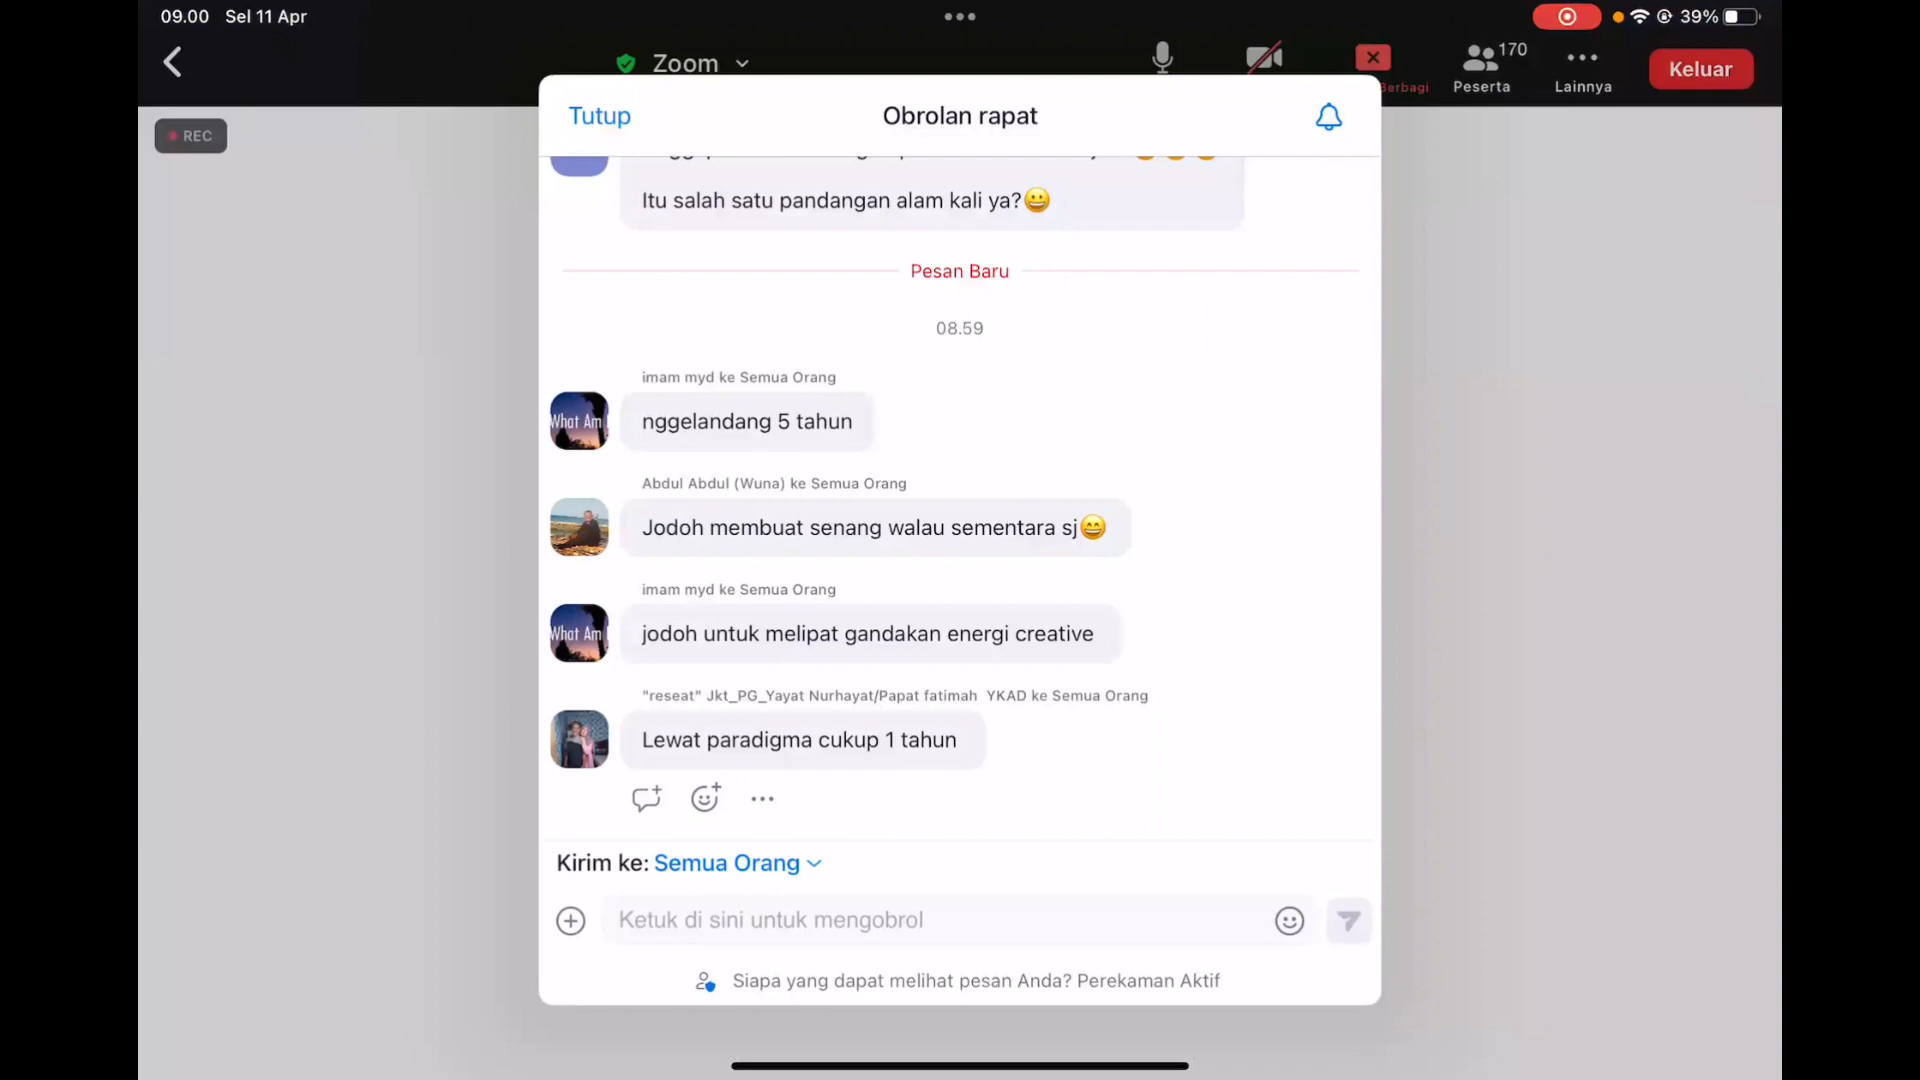 09.00 Sel 11 Apr
39%
Zoom
170
Berbagi
Peserta
Lainnya
Keluar
REC
Tutup
Obrolan rapat
Itu salah satu pandangan alam kali ya?😀
Pesan Baru
08.59
imam myd ke Semua Orang
What Am
nggelandang 5 tahun
Abdul Abdul (Wuna) ke Semua Orang
Jodoh membuat senang walau sementara sj😄
imam myd ke Semua Orang
What Am
jodoh untuk melipat gandakan energi creative
"reseat" Jkt_PG_Yayat Nurhayat/Papat fatimah YKAD ke Semua Orang
Lewat paradigma cukup 1 tahun
Kirim ke: Semua Orang
Ketuk di sini untuk mengobrol
Siapa yang dapat melihat pesan Anda? Perekaman Aktif